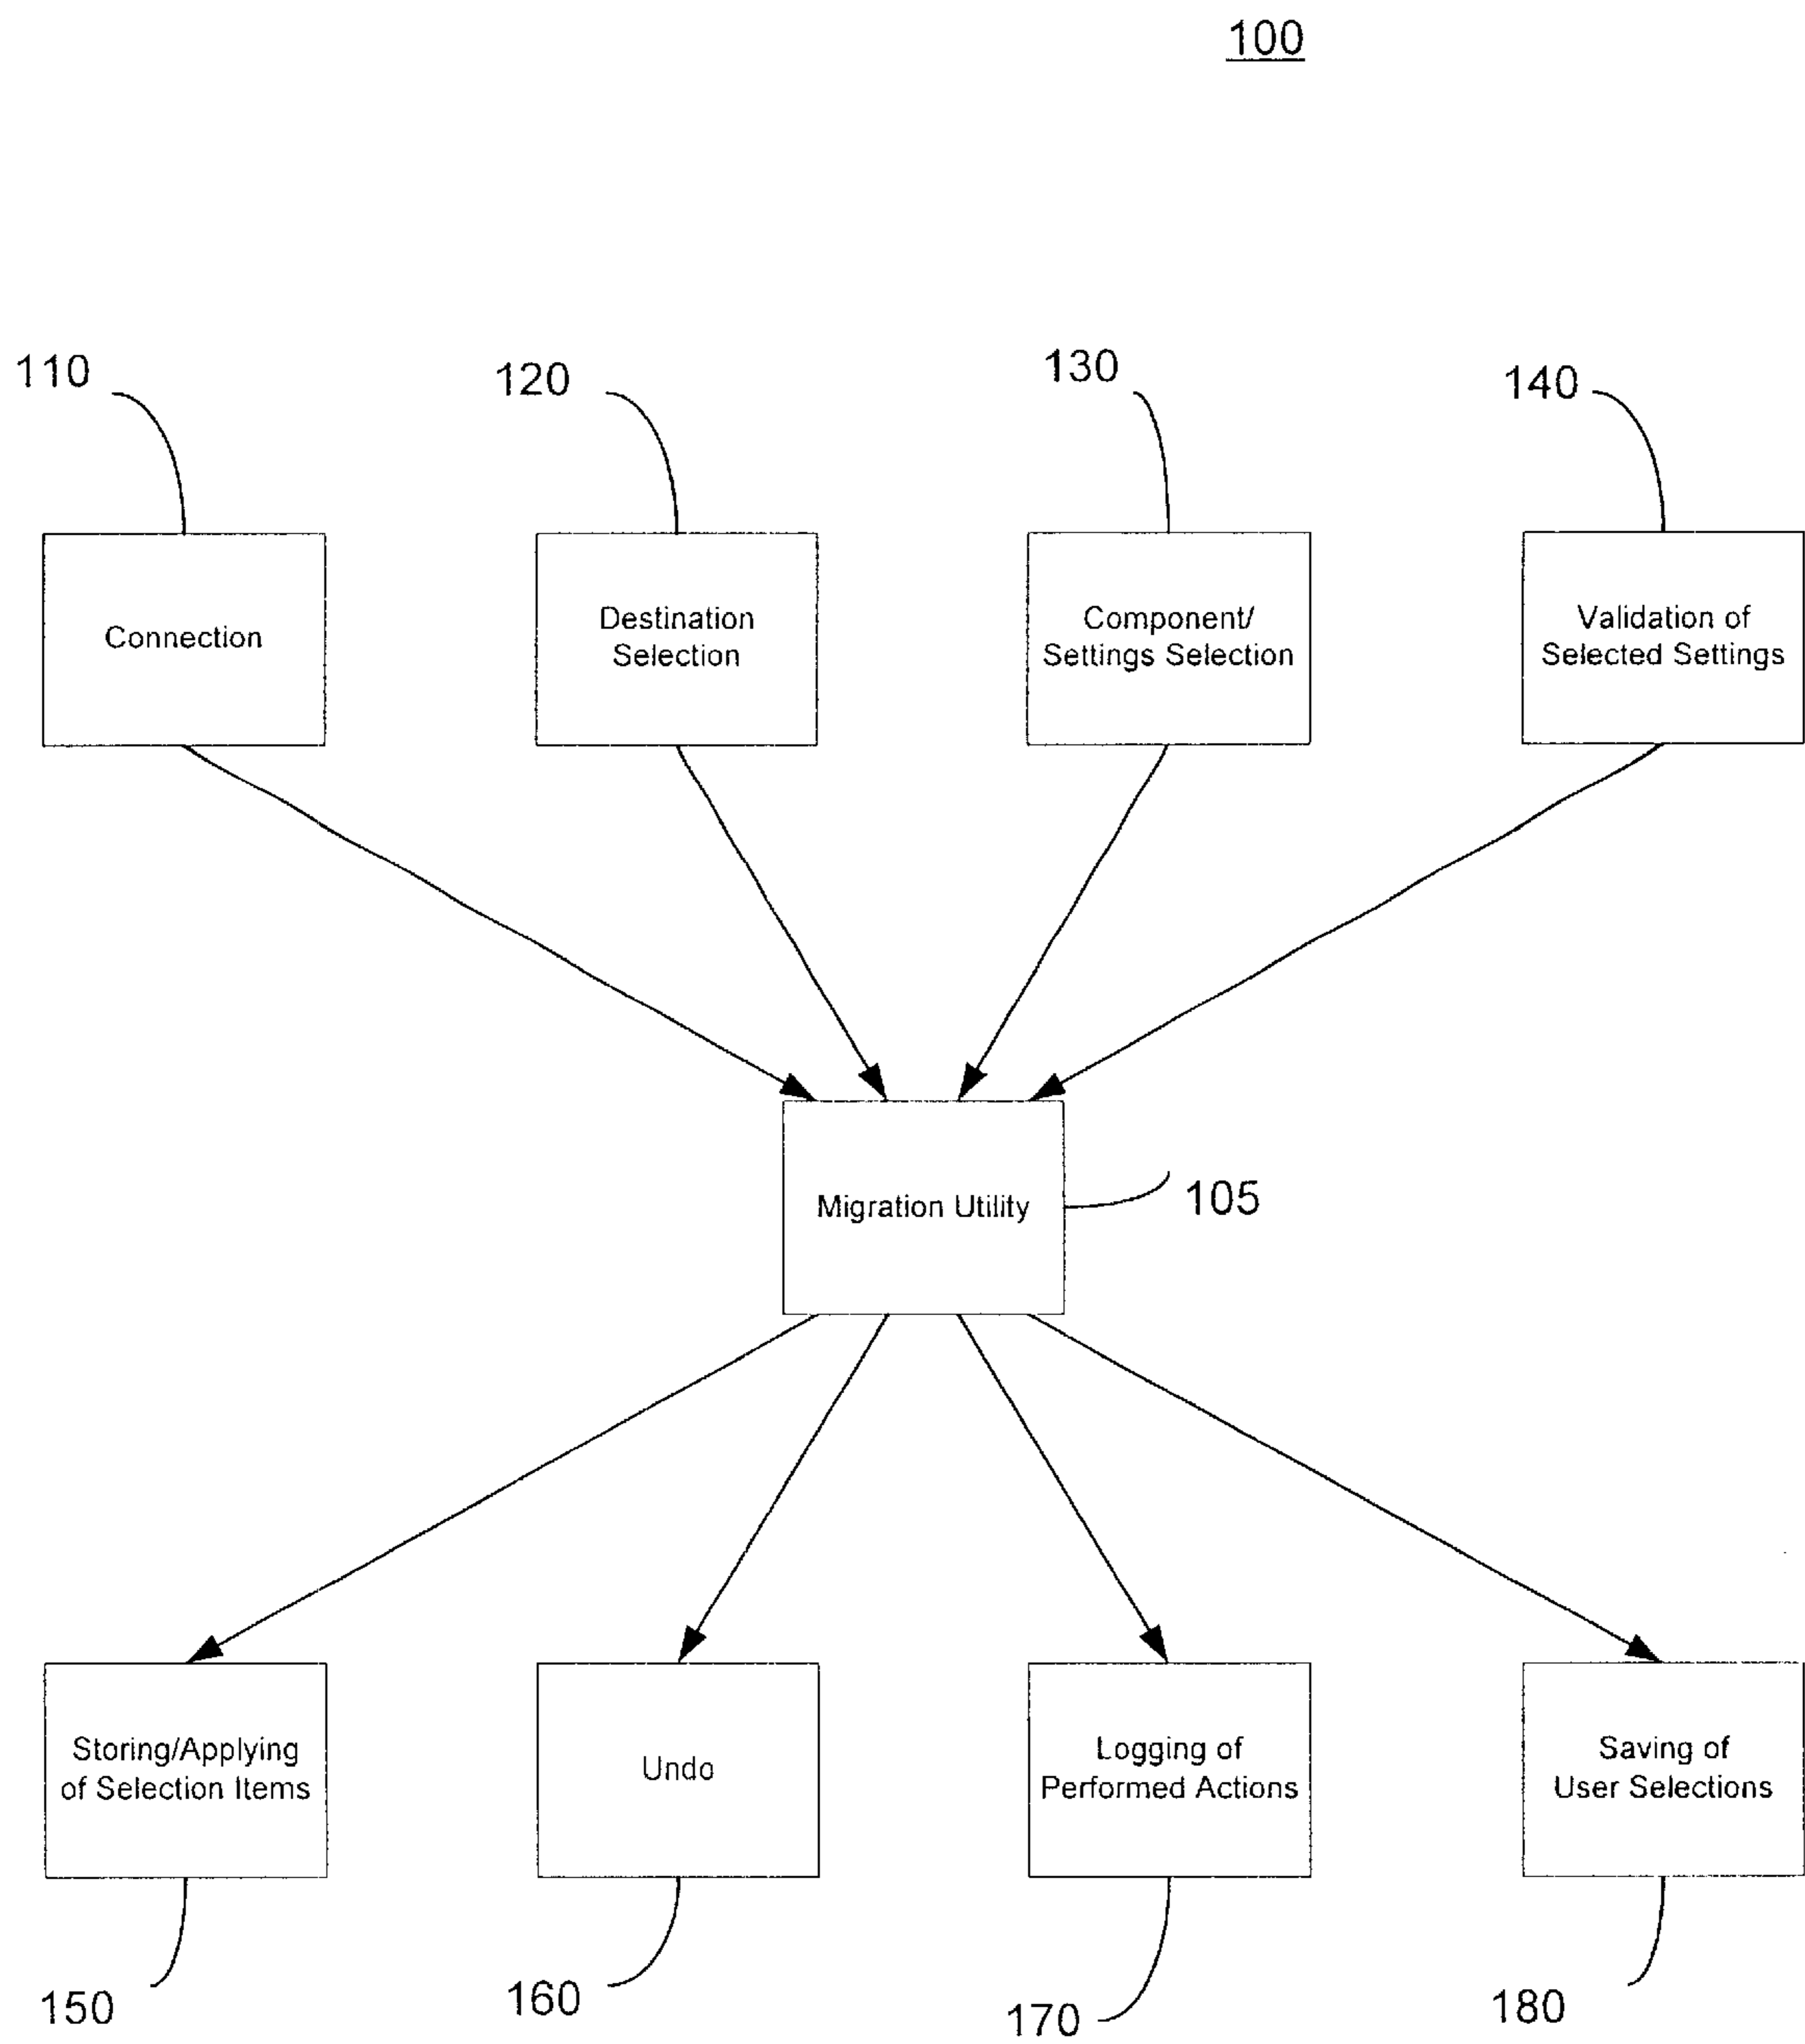 100
110
120
130
140
Connection
Destination
Selection
Component/
Settings Selection
Validation of
Selected Settings
Migration Utility
105
Storing/Applying
of Selection Items
Undo
Logging of
Performed Actions
Saving of
User Selections
150
160
170
180